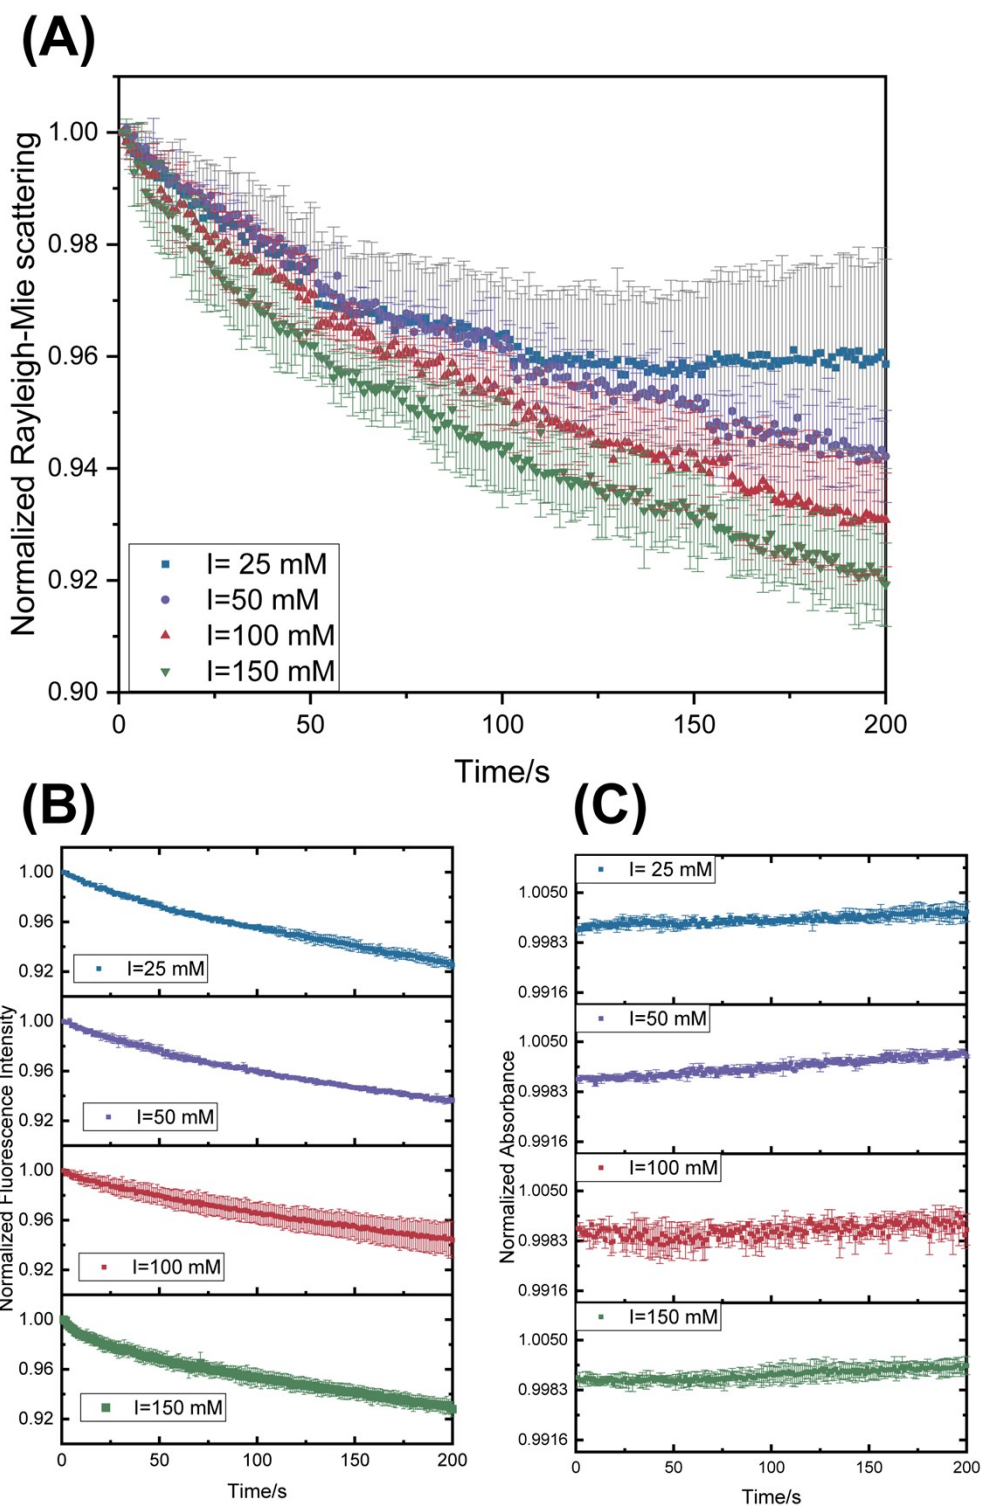 (A)
Normalized Rayleigh-Mie scattering
1.00
0.98
0.96
0.94
0.92
0.90
I= 25 mM
I=50 mM
I=100 mM
I=150 mM
0
50
100
150
200
Time/s
(B)
Normalized Fluorescence Intensity
1.00
0.96
0.92
I=25 mM
1.00
0.96
0.92
I=50 mM
1.00
0.96
0.92
I=100 mM
1.00
0.96
0.92
I=150 mM
0
50
100
150
200
Time/s
(C)
Normalized Absorbance
I= 25 mM
1.0050
0.9983
0.9916
I=50 mM
1.0050
0.9983
0.9916
I=100 mM
1.0050
0.9983
0.9916
I=150 mM
1.0050
0.9983
0.9916
0
50
100
150
200
Time/s